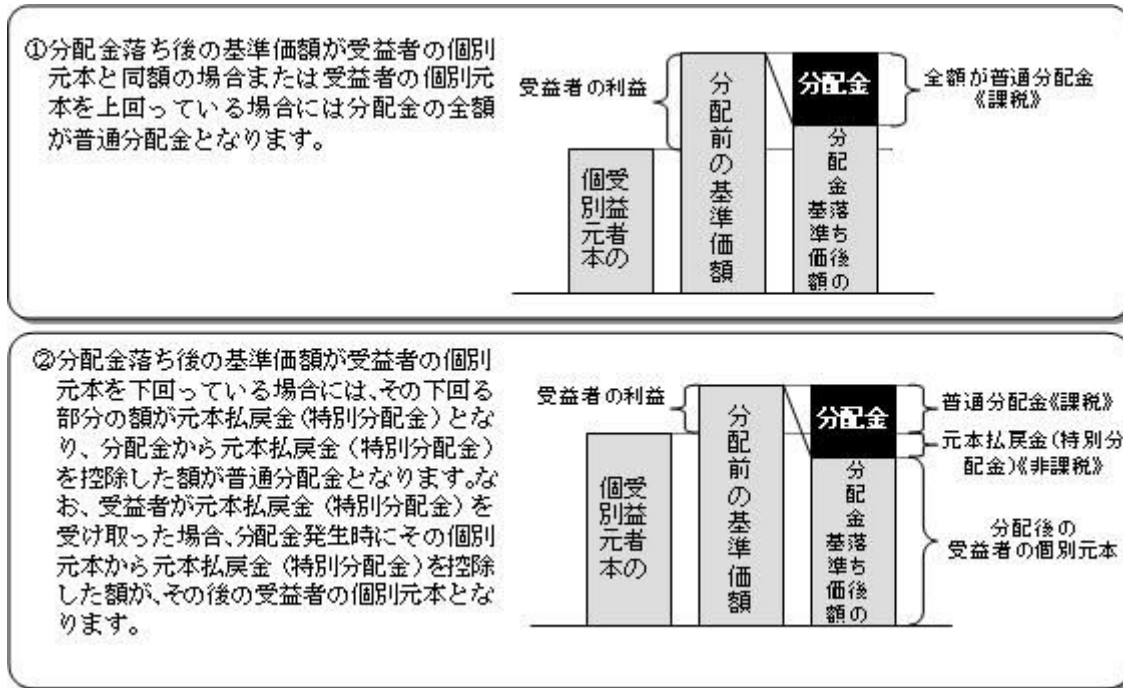 ①分配金落ち後の基準価額が受益者の個別
元本と同額の場合または受益者の個別元
本を上回っている場合には分配金の全額
が普通分配金となります。
受益者の利益
個別元本
受益者の
分配前の基準価額
分配金
基準価額
分配金落ち後の
全額が普通分配金
《課税》
②分配金落ち後の基準価額が受益者の個別
元本を下回っている場合には、その下回る
部分の額が元本払戻金(特別分配金)とな
り、分配金から元本払戻金(特別分配金)
を控除した額が普通分配金となります。な
お、受益者が元本払戻金(特別分配金)を
受け取った場合、分配金発生時にその個別
元本から元本払戻金(特別分配金)を控除
した額が、その後の受益者の個別元本とな
ります。
受益者の利益
受益者の
個別元本
分配前の基準価額
分配金
分配金落ち後の
基準価額
普通分配金《課税》
元本払戻金(特別分
配金)《非課税》
分配後の
受益者の個別元本